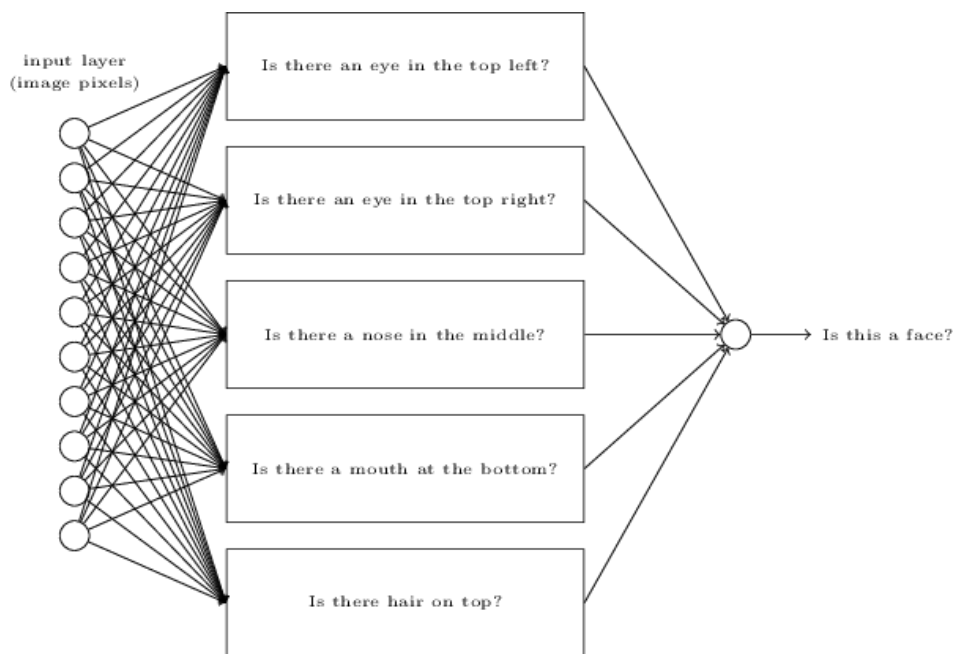 input layer
(image pixels)
Is there an eye in the top left?
Is there an eye in the top right?
Is there a nose in the middle?
Is there a mouth at the bottom?
Is there hair on top?
Is this a face?